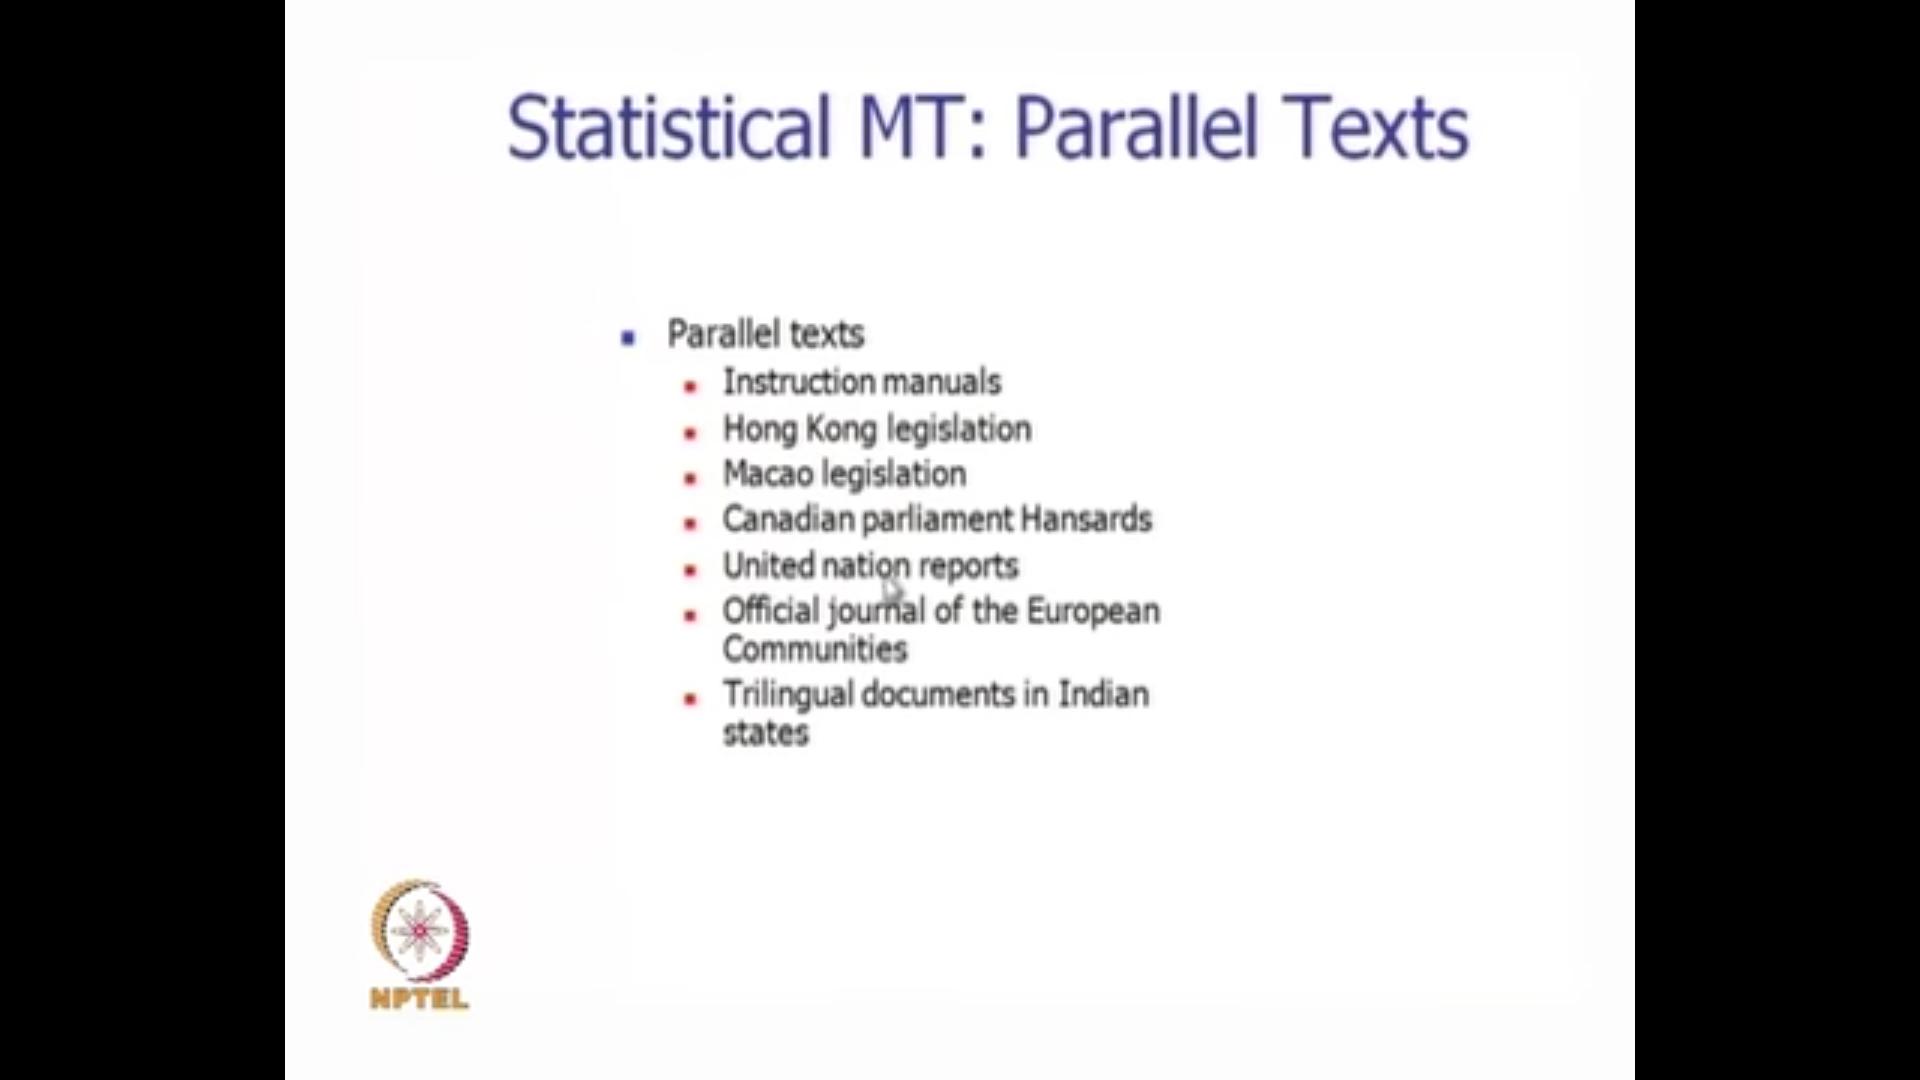 Statistical MT: Parallel Texts
Parallel texts
Instruction manuals
Hong Kong legislation
Macao legislation
Canadian parliament Hansards
United nation reports
Official journal of the European
Communities
Trilingual documents in Indian
states
NPTEL